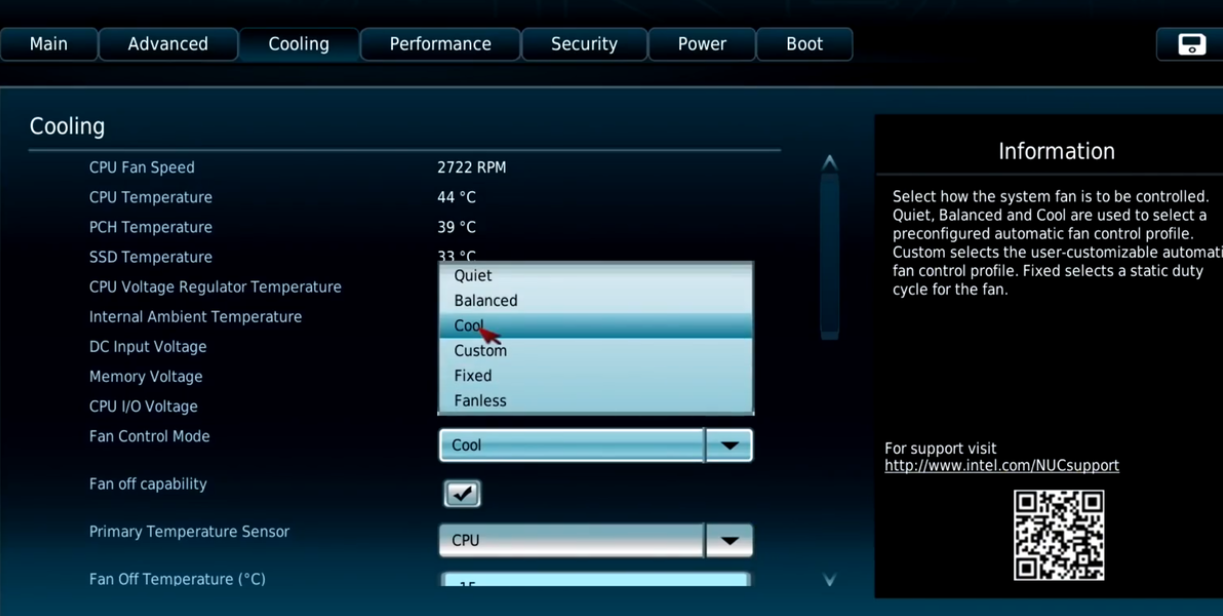 Main Advanced Cooling Performance Security Power Boot
Cooling
CPU Fan Speed 2722 RPM
CPU Temperature 44 °C
PCH Temperature 39 °C
SSD Temperature 33 °C
CPU Voltage Regulator Temperature
Internal Ambient Temperature
DC Input Voltage
Memory Voltage
CPU I/O Voltage
Quiet
Balanced
Cool
Custom
Fixed
Fanless
Fan Control Mode Cool
Fan off capability
Primary Temperature Sensor CPU
Fan Off Temperature (°C) 15
Information
Select how the system fan is to be controlled.
Quiet, Balanced and Cool are used to select a
preconfigured automatic fan control profile.
Custom selects the user-customizable automati
fan control profile. Fixed selects a static duty
cycle for the fan.
For support visit
http://www.intel.com/NUCsupport